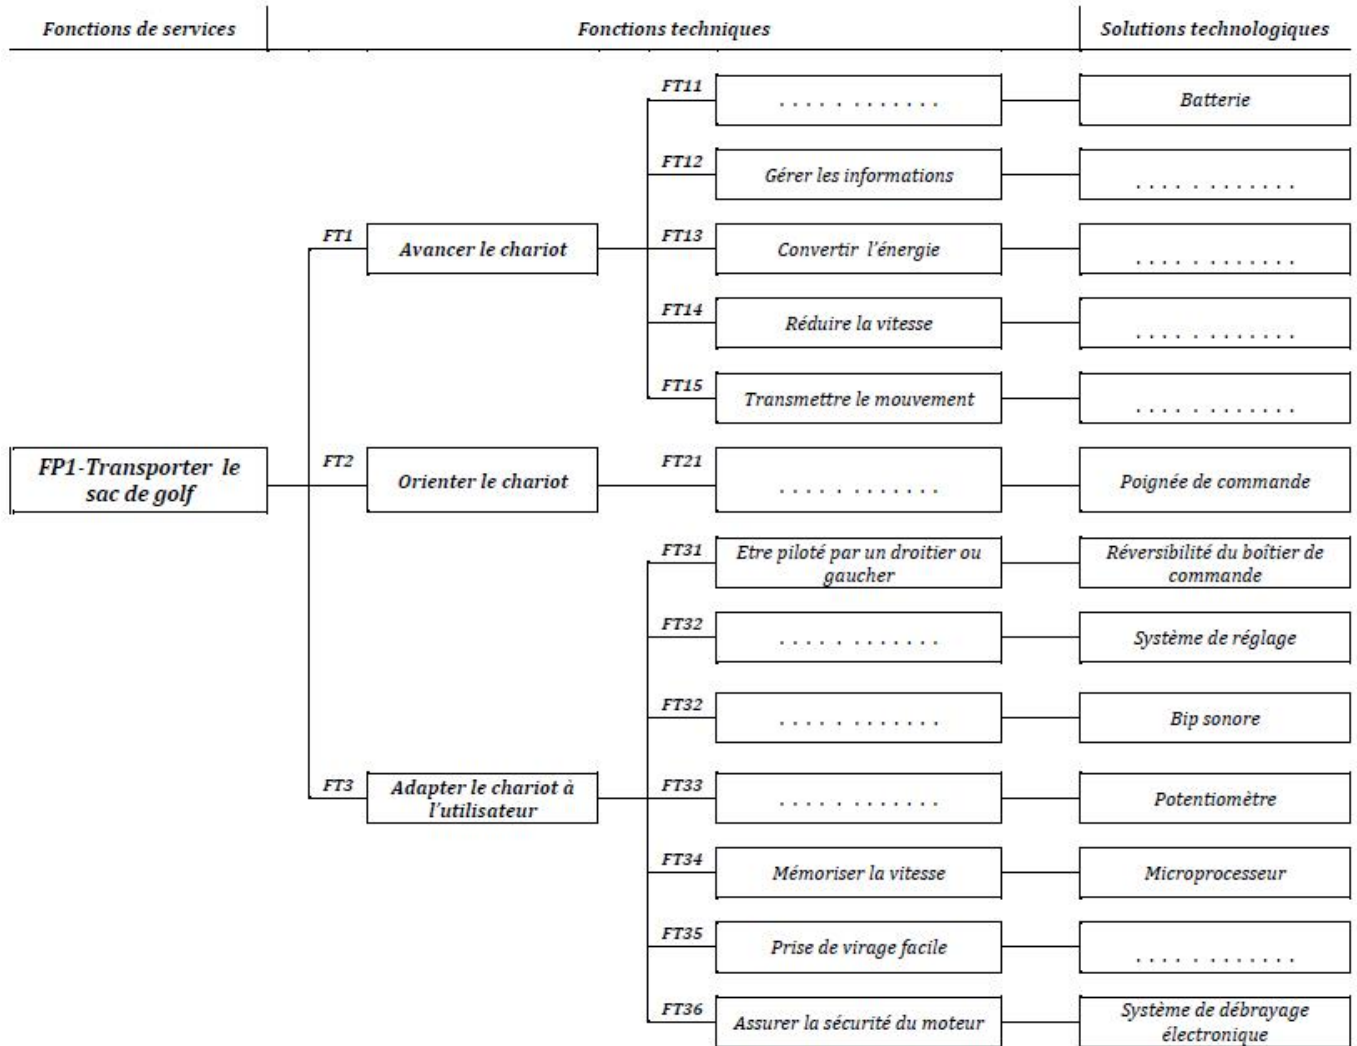 Fonctions de services
Fonctions techniques
Solutions technologiques
FT11
. . . . . . . . . . . .
Batterie
FT12
Gérer les informations
. . . . . . . . . . . .
FT1
Avancer le chariot
FT13
Convertir l'énergie
. . . . . . . . . . . .
FT14
Réduire la vitesse
. . . . . . . . . . . .
FT15
Transmettre le mouvement
. . . . . . . . . . . .
FP1-Transporter le
sac de golf
FT2
Orienter le chariot
FT21
. . . . . . . . . . . .
Poignée de commande
FT31
Etre piloté par un droitier ou
gaucher
Réversibilité du boîtier de
commande
FT32
. . . . . . . . . . . .
Système de réglage
FT32
. . . . . . . . . . . .
Bip sonore
FT3
Adapter le chariot à
l'utilisateur
FT33
. . . . . . . . . . . .
Potentiomètre
FT34
Mémoriser la vitesse
Microprocesseur
FT35
Prise de virage facile
. . . . . . . . . . . .
FT36
Assurer la sécurité du moteur
Système de débrayage
électronique